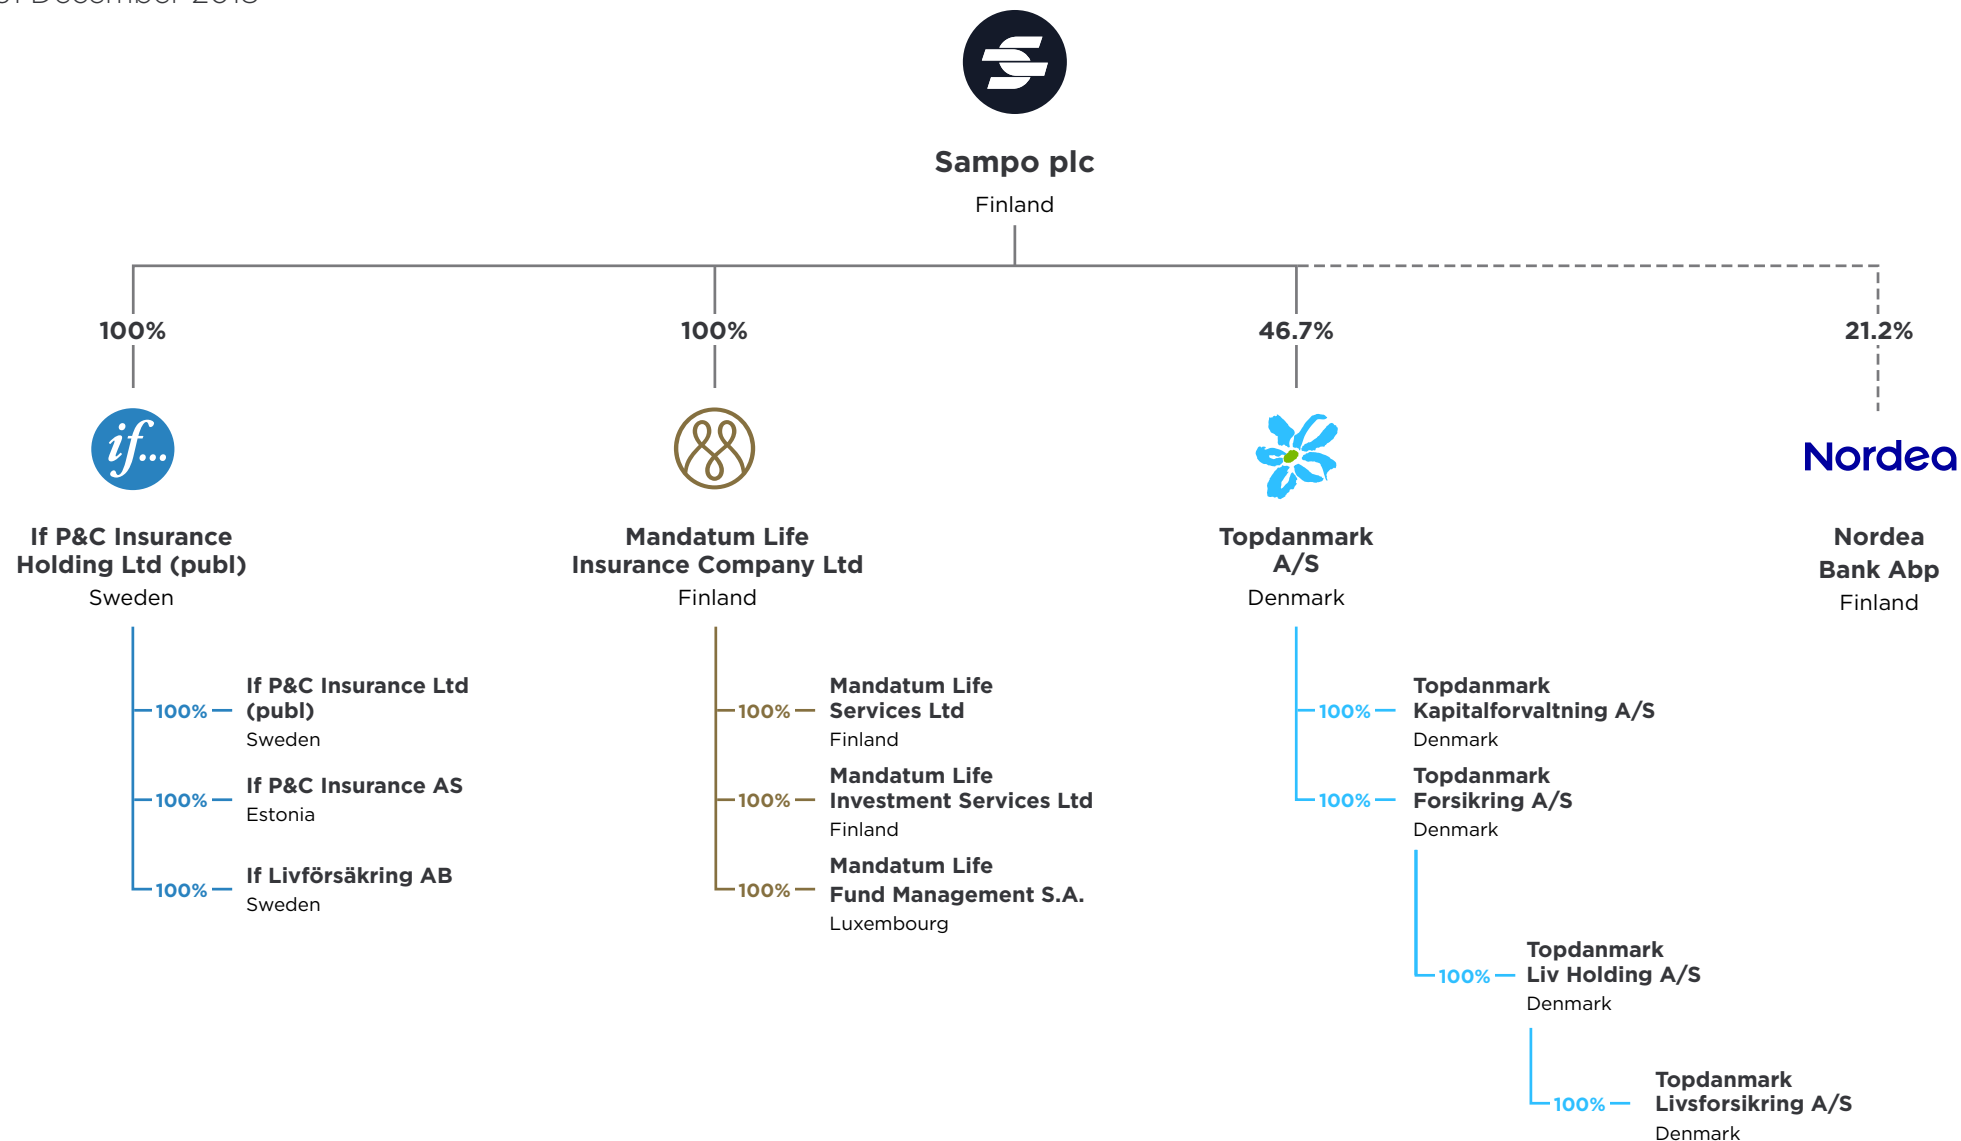 December
Sampo plc
Finland
100%
100%
46.7%
21.2%
if...
Nordea
If P&C Insurance
Holding Ltd (publ)
Sweden
100%
If P&C Insurance Ltd
(publ)
Sweden
100%
If P&C Insurance AS
Estonia
100%
If Livförsäkring AB
Sweden
Mandatum Life
Insurance Company Ltd
Finland
100%
Mandatum Life
Services Ltd
Finland
100%
Mandatum Life
Investment Services Ltd
Finland
100%
Mandatum Life
Fund Management S.A.
Luxembourg
Topdanmark
A/S
Denmark
100%
Topdanmark
Kapitalforvaltning A/S
Denmark
100%
Topdanmark
Forsikring A/S
Denmark
100%
Topdanmark
Liv Holding A/S
Denmark
100%
Topdanmark
Livsforsikring A/S
Denmark
Nordea
Bank Abp
Finland